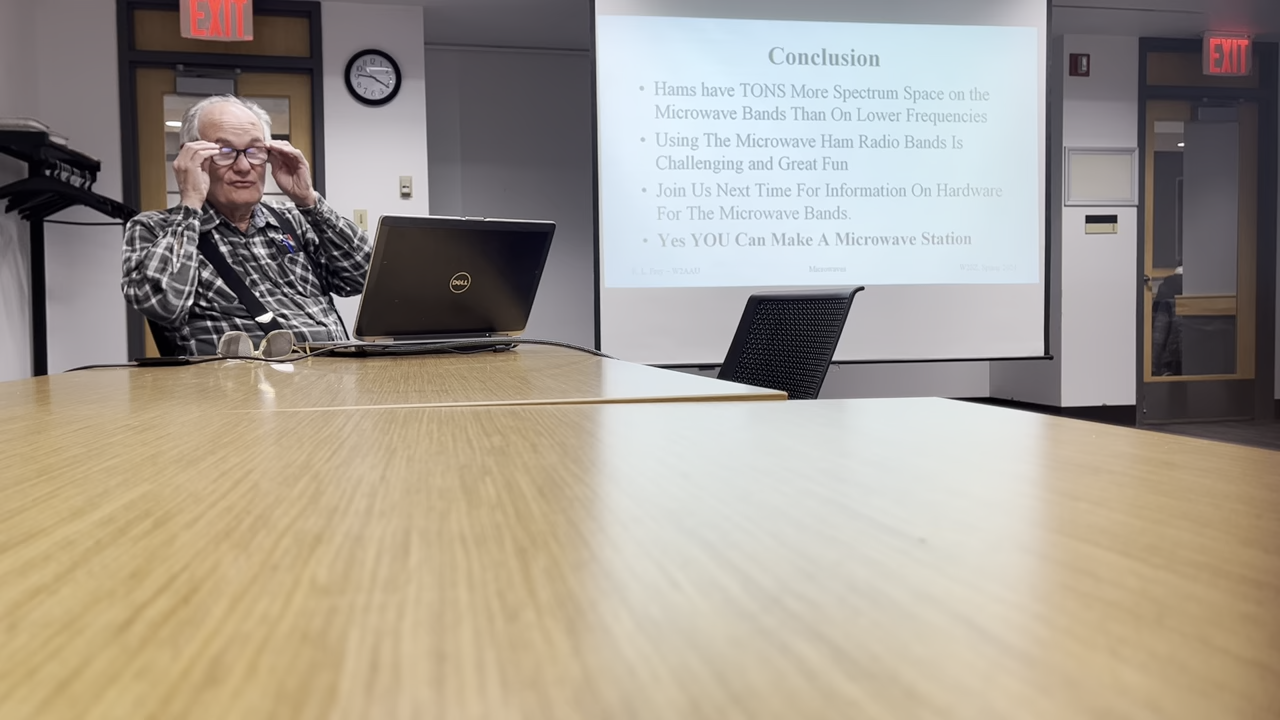 EXIT
EXIT
Conclusion
• Hams have TONS More Spectrum Space on the
Microwave Bands Than On Lower Frequencies
• Using The Microwave Ham Radio Bands Is
Challenging and Great Fun
• Join Us Next Time For Information On Hardware
For The Microwave Bands.
• Yes YOU Can Make A Microwave Station
Microwaves
DELL